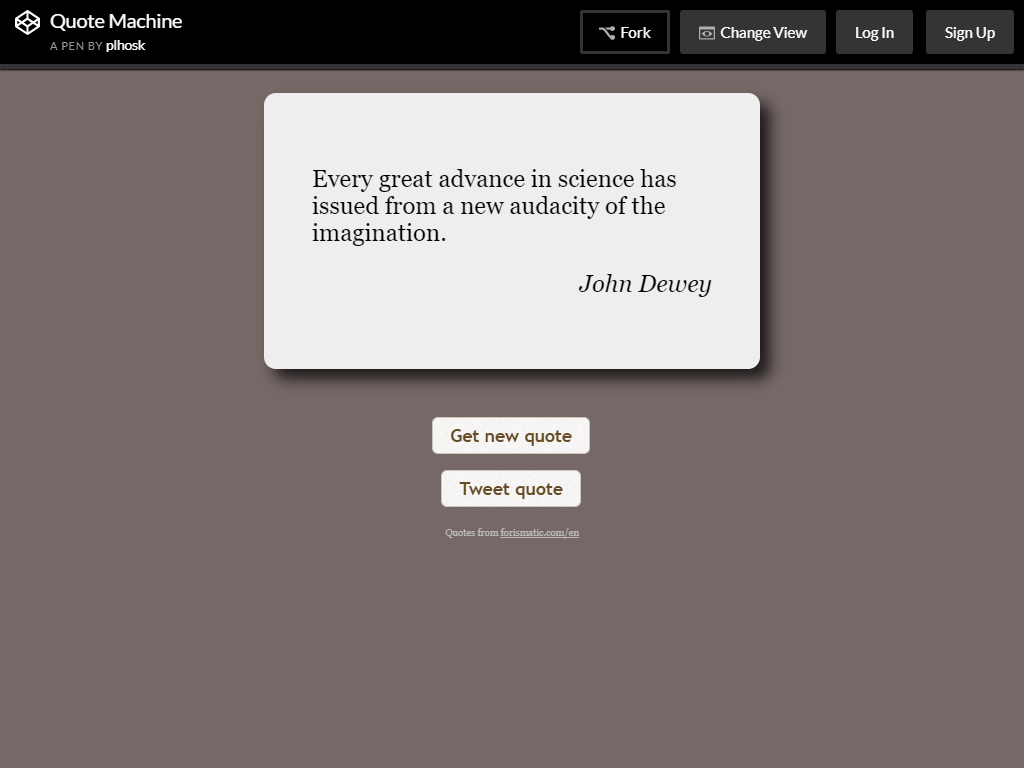 Quote Machine
A PEN BY plhosk
Fork
Change View
Log In
Sign Up
Every great advance in science has
issued from a new audacity of the
imagination.
John Dewey
Get new quote
Tweet quote
Quotes from forismatic.com/en